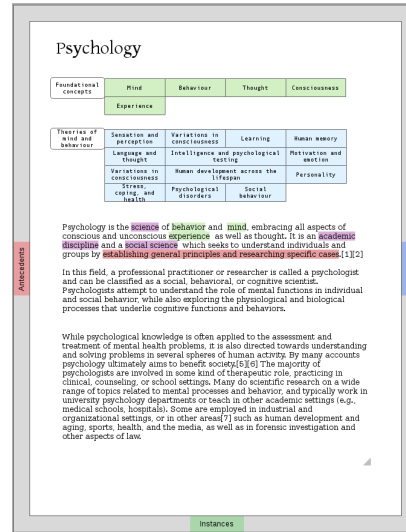 Psychology
Foundational concepts
Mind Behaviour Thought Consciousness
Experience
Theories of mind and behaviour
Sensation and perception Variations in consciousness Learning Human memory
Language and thought Intelligence and psychological testing Motivation and emotion
Variations in consciousness Human development across the lifespan Personality
Stress, coping, and health Psychological disorders Social behaviour
Psychology is the science of behavior and mind, embracing all aspects of
conscious and unconscious experience as well as thought. It is an academic
discipline and a social science which seeks to understand individuals and
groups by establishing general principles and researching specific cases.[1][2]
In this field, a professional practitioner or researcher is called a psychologist
and can be classified as a social, behavioral, or cognitive scientist.
Psychologists attempt to understand the role of mental functions in individual
and social behavior, while also exploring the physiological and biological
processes that underlie cognitive functions and behaviors.
While psychological knowledge is often applied to the assessment and
treatment of mental health problems, it is also directed towards understanding
and solving problems in several spheres of human activity. By many accounts
psychology ultimately aims to benefit society.[5][6] The majority of
psychologists are involved in some kind of therapeutic role, practicing in
clinical, counseling, or school settings. Many do scientific research on a wide
range of topics related to mental processes and behavior, and typically work in
university psychology departments or teach in other academic settings (e.g.,
medical schools, hospitals). Some are employed in industrial and
organizational settings, or in other areas[7] such as human development and
aging, sports, health, and the media, as well as in forensic investigation and
other aspects of law.
Antecedents
Instances